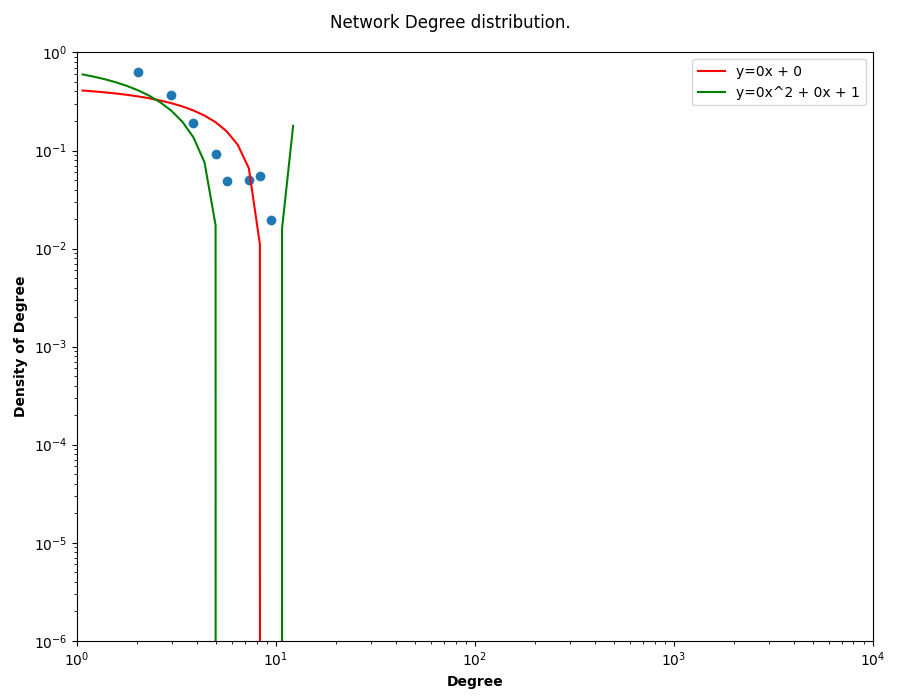 Network Degree distribution.
y=0x + 0
y=0x^2 + 0x + 1
Density of Degree
10^0
10^-1
10^-2
10^-3
10^-4
10^-5
10^-6
10^0 10^1 10^2 10^3 10^4
Degree